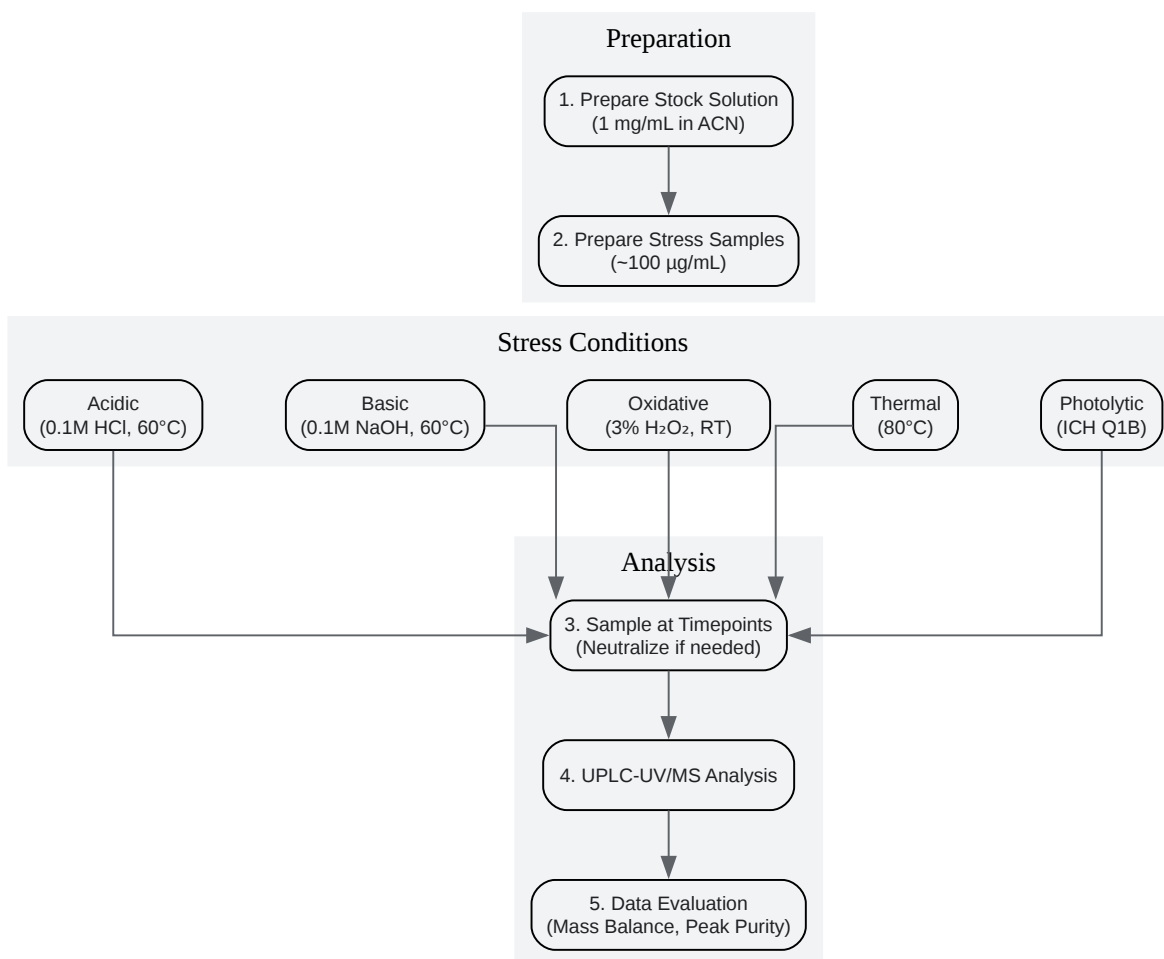 Preparation
1. Prepare Stock Solution
(1 mg/mL in ACN)
2. Prepare Stress Samples
(~100 µg/mL)
Stress Conditions
Acidic
(0.1M HCl, 60°C)
Basic
(0.1M NaOH, 60°C)
Oxidative
(3% H₂O₂, RT)
Thermal
(80°C)
Photolytic
(ICH Q1B)
Analysis
3. Sample at Timepoints
(Neutralize if needed)
4. UPLC-UV/MS Analysis
5. Data Evaluation
(Mass Balance, Peak Purity)